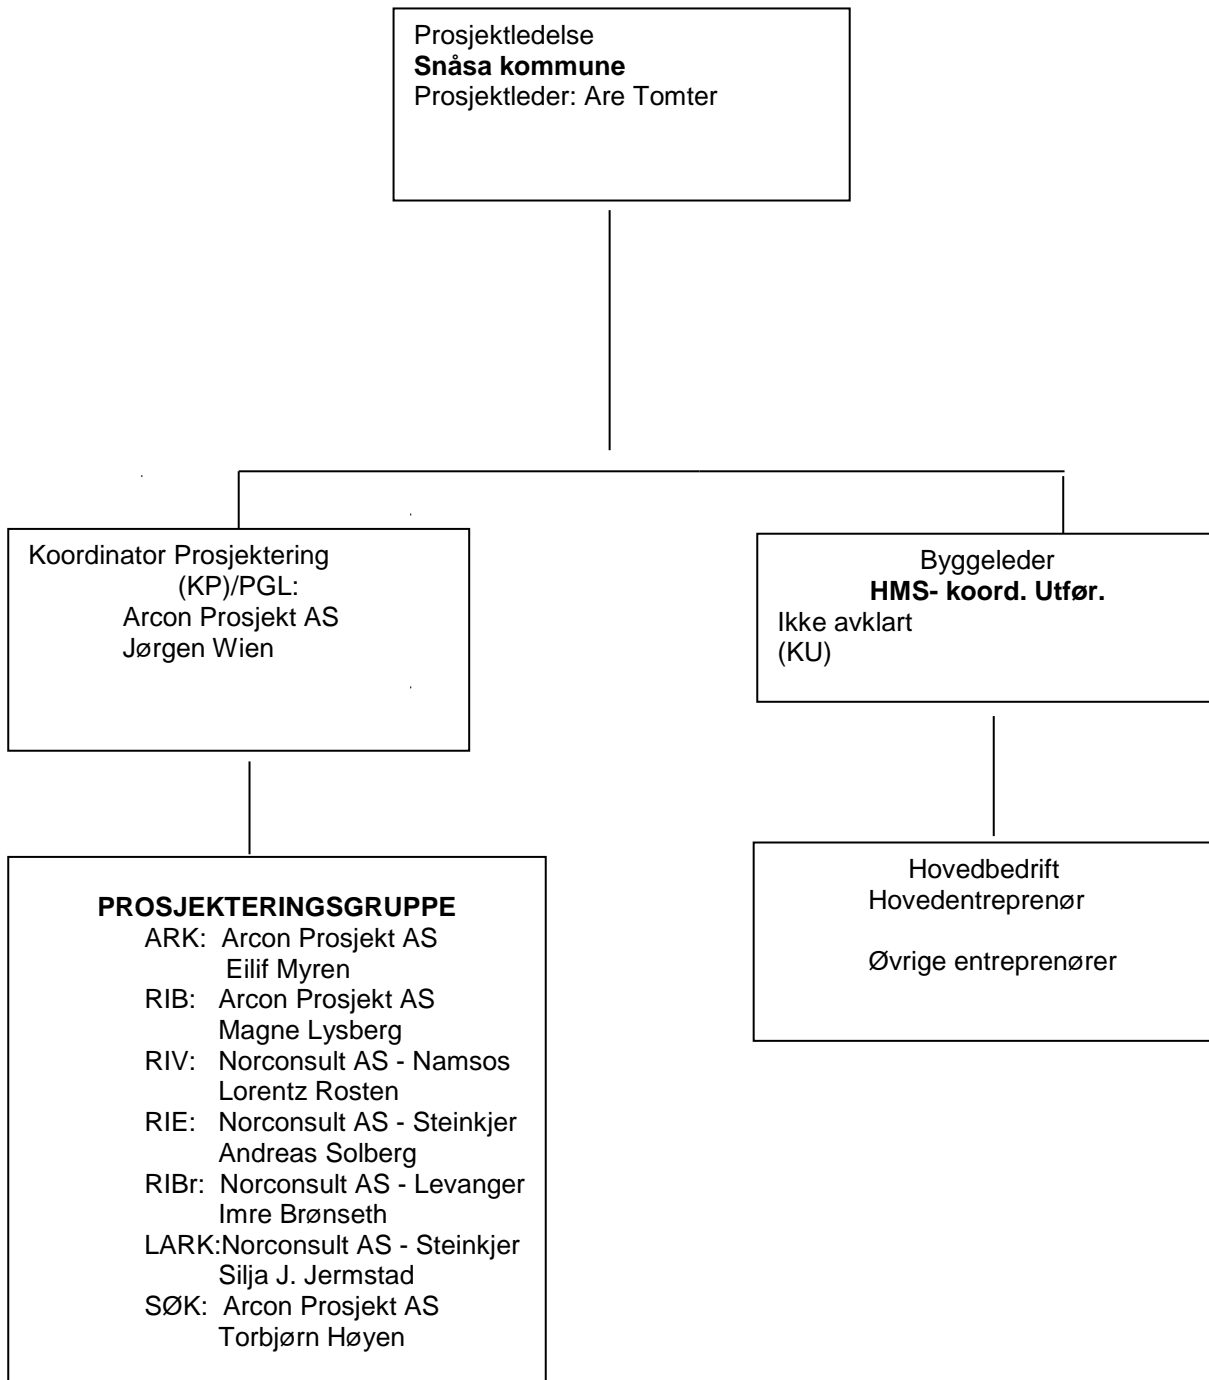 Prosjektledelse
Snåsa kommune
Prosjektleder: Are Tomter
Koordinator Prosjektering
(KP)/PGL:
Arcon Prosjekt AS
Jørgen Wien
Byggeleder
HMS- koord. Utfør.
Ikke avklart
(KU)
PROSJEKTERINGSGRUPPE
ARK: Arcon Prosjekt AS
Eilif Myren
RIB: Arcon Prosjekt AS
Magne Lysberg
RIV: Norconsult AS - Namsos
Lorentz Rosten
RIE: Norconsult AS - Steinkjer
Andreas Solberg
RIBr: Norconsult AS - Levanger
Imre Brønseth
LARK:Norconsult AS - Steinkjer
Silja J. Jermstad
SØK: Arcon Prosjekt AS
Torbjørn Høyen
Hovedbedrift
Hovedentreprenør
Øvrige entreprenører